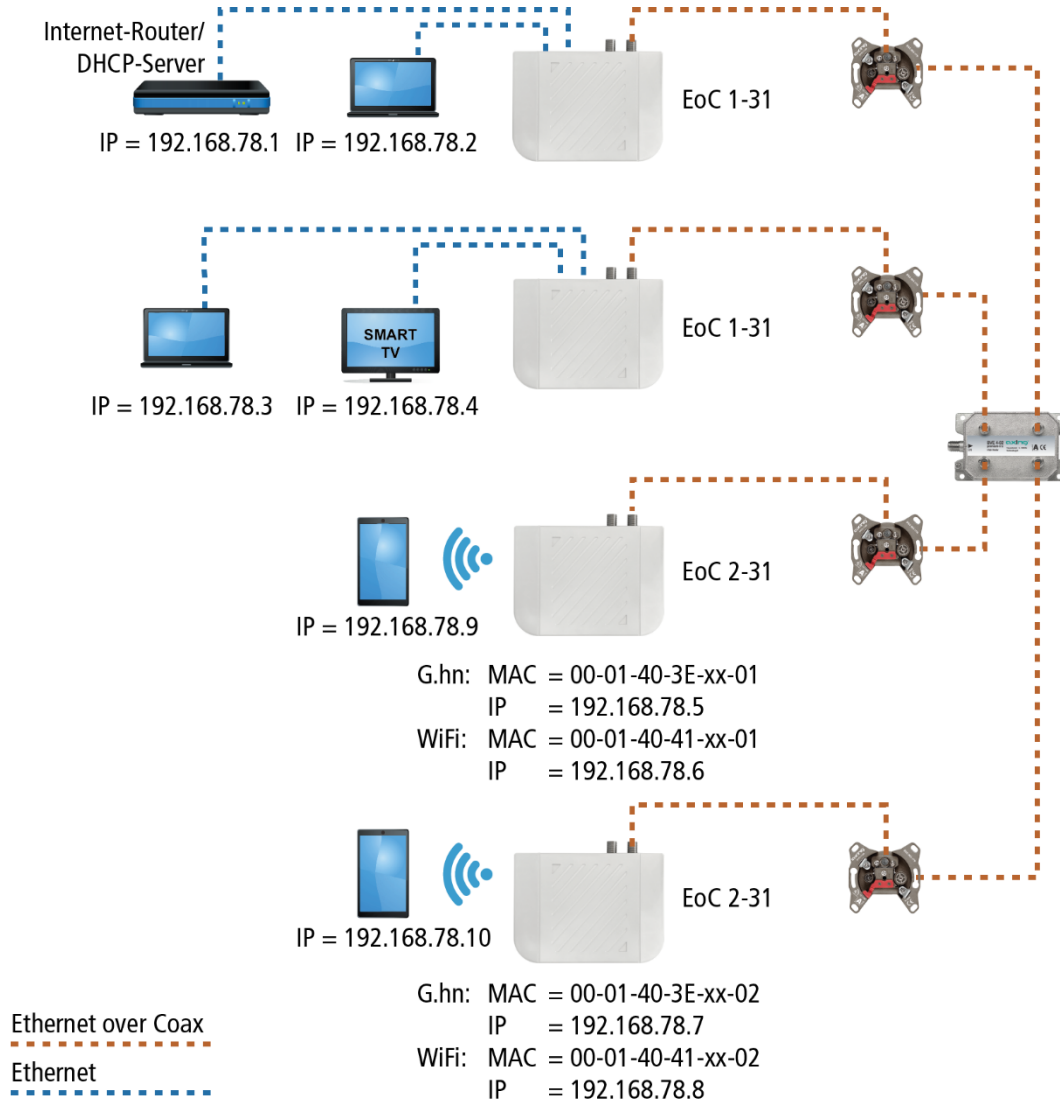 Internet-Router/
DHCP-Server
IP = 192.168.78.1
IP = 192.168.78.2
EoC 1-31
SMART
TV
IP = 192.168.78.3
IP = 192.168.78.4
EoC 1-31
IP = 192.168.78.9
EoC 2-31
G.hn: MAC = 00-01-40-3E-xx-01
IP = 192.168.78.5
WiFi: MAC = 00-01-40-41-xx-01
IP = 192.168.78.6
IP = 192.168.78.10
EoC 2-31
G.hn: MAC = 00-01-40-3E-xx-02
IP = 192.168.78.7
WiFi: MAC = 00-01-40-41-xx-02
IP = 192.168.78.8
Ethernet over Coax
Ethernet